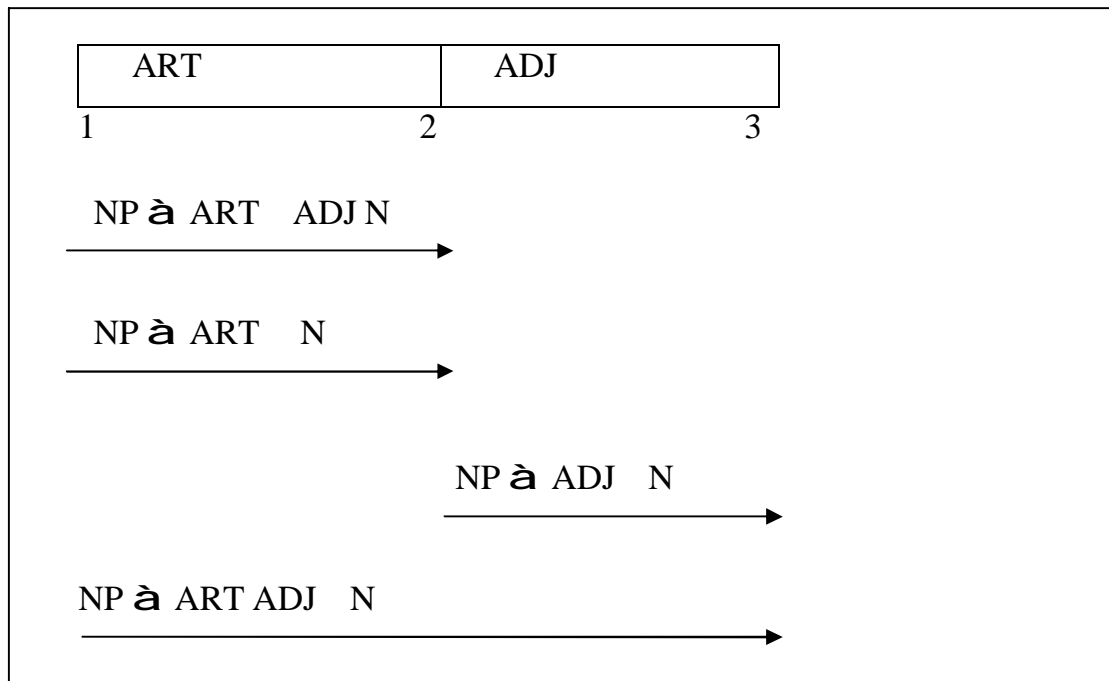 ART ADJ
1 2 3
NP à ART ADJ N
NP à ART N
NP à ADJ N
NP à ART ADJ N